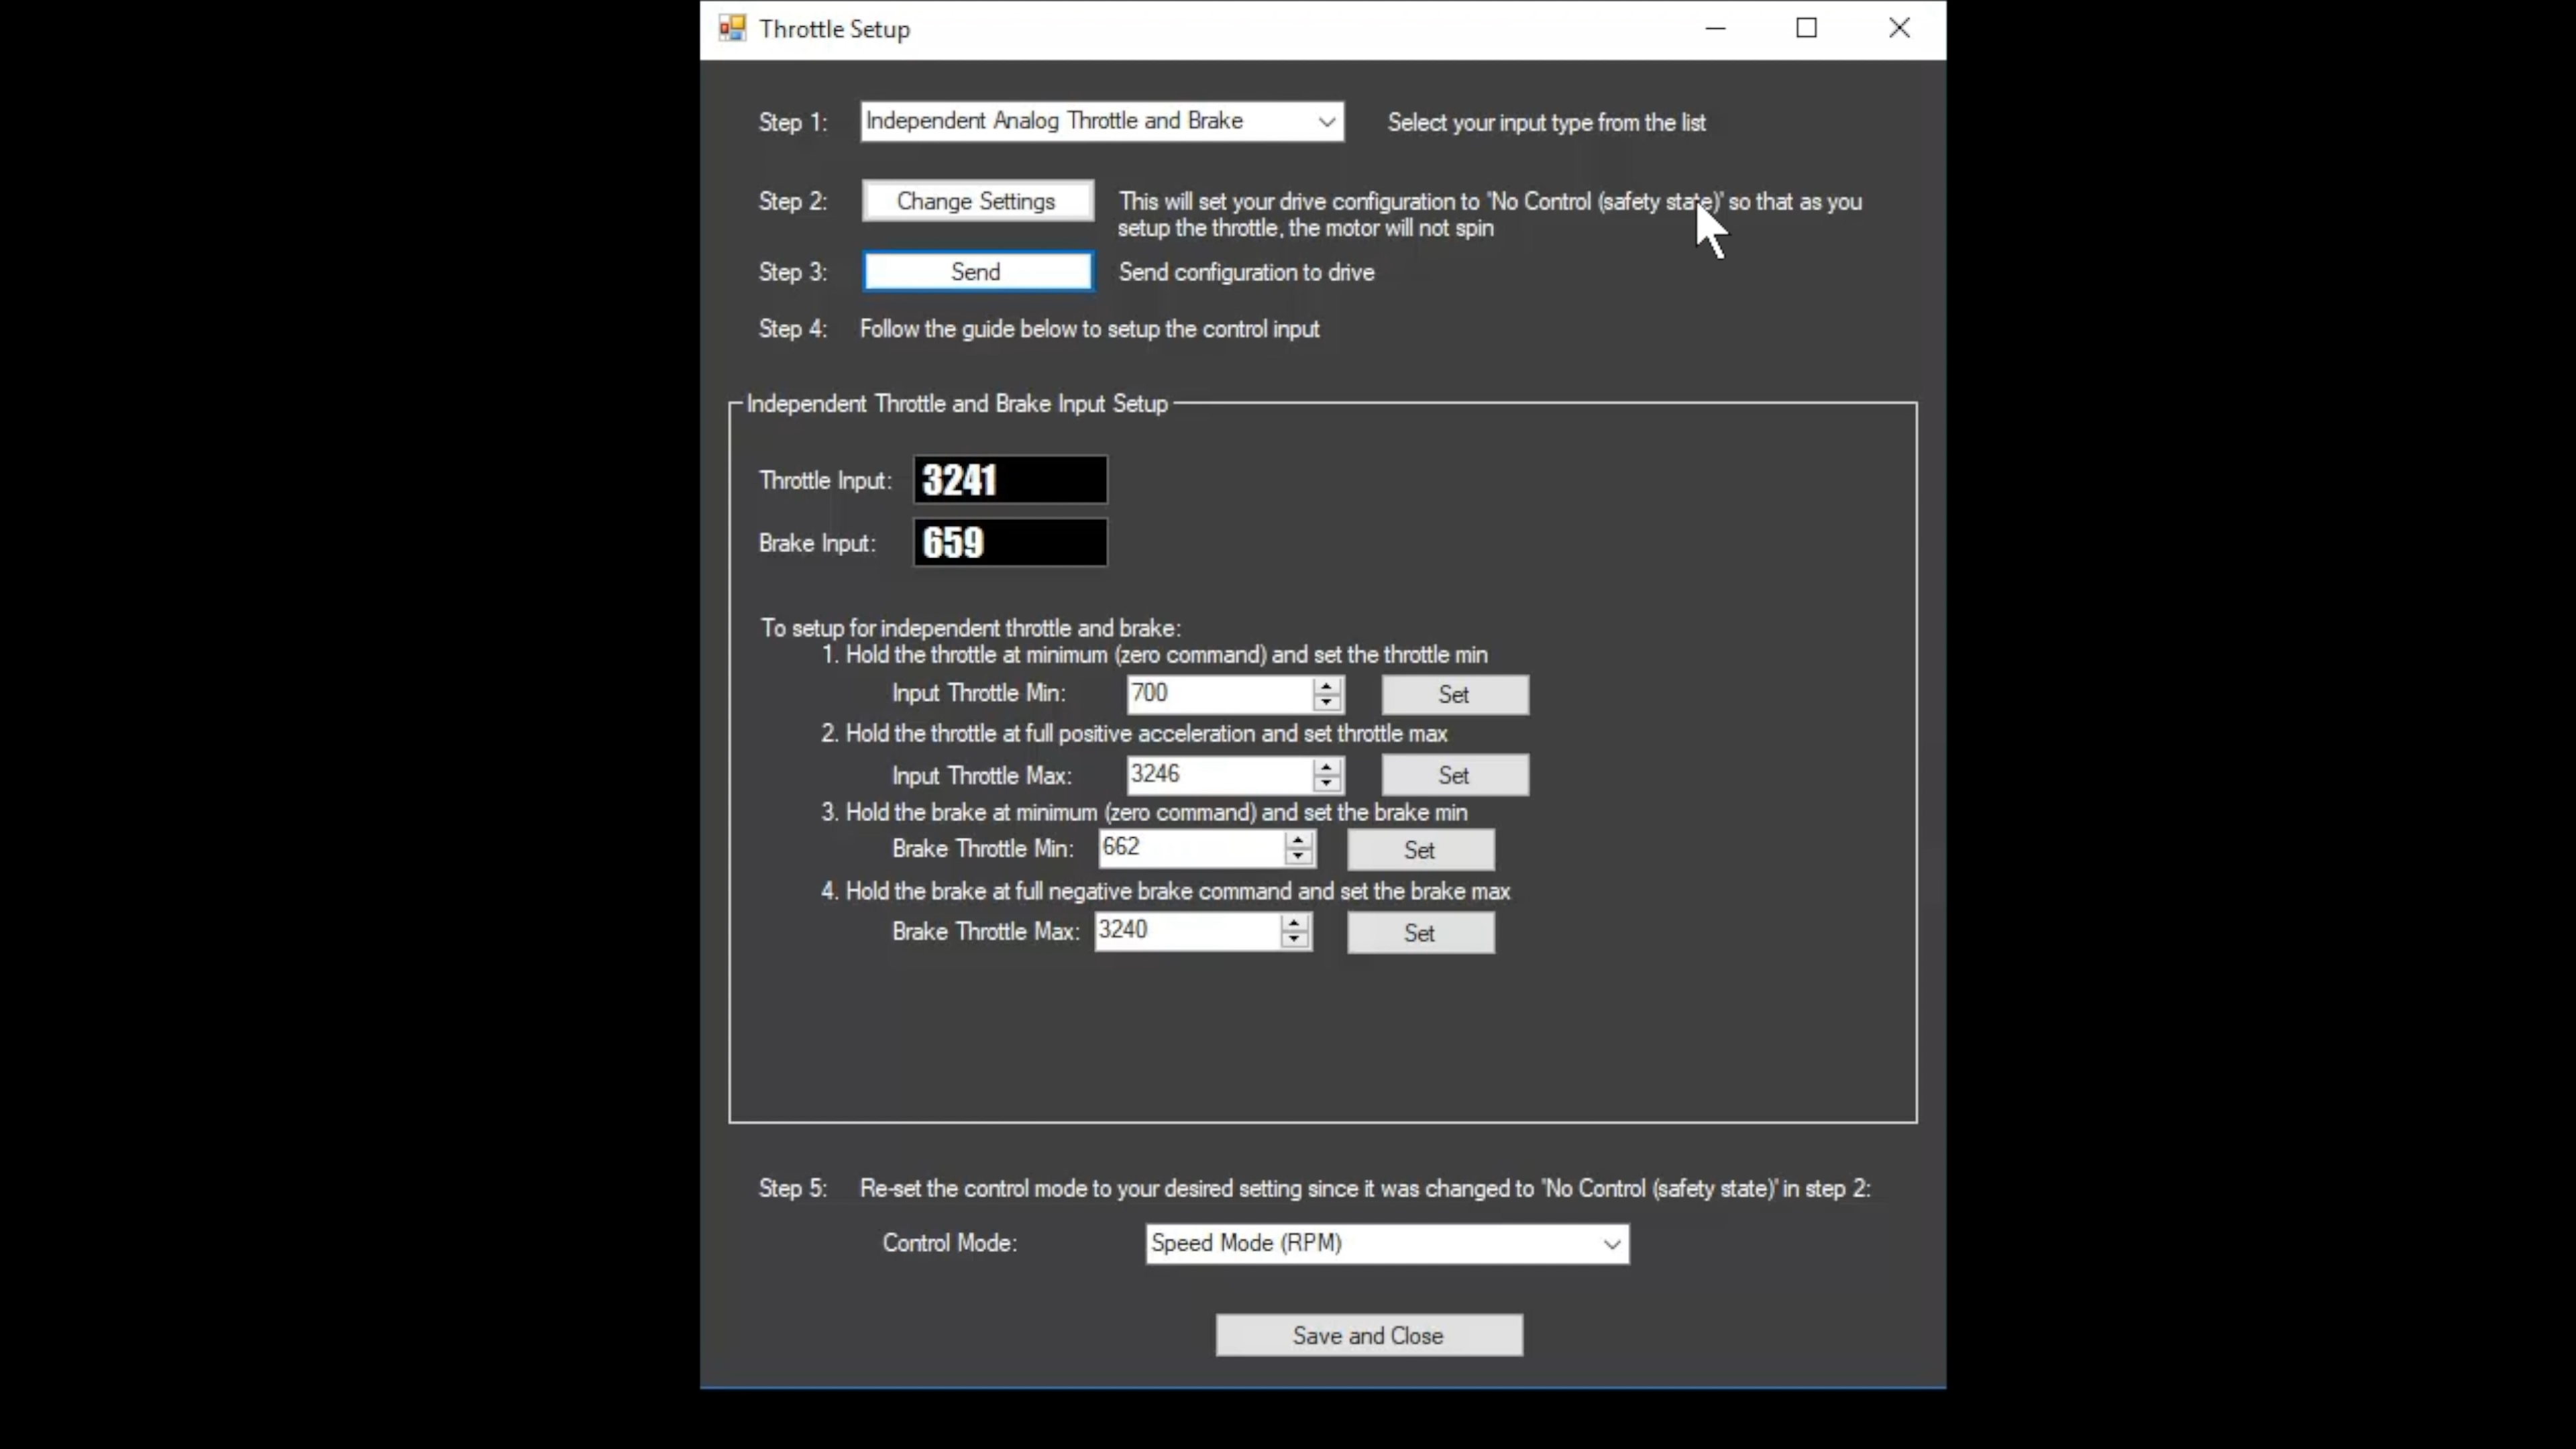 Throttle Setup
Step 1: Independent Analog Throttle and Brake Select your input type from the list
Step 2: Change Settings This will set your drive configuration to 'No Control (safety state)' so that as you
setup the throttle, the motor will not spin
Step 3: Send Send configuration to drive
Step 4: Follow the guide below to setup the control input
Independent Throttle and Brake Input Setup
Throttle Input: 3241
Brake Input: 659
To setup for independent throttle and brake:
1. Hold the throttle at minimum (zero command) and set the throttle min
Input Throttle Min: 700 Set
2. Hold the throttle at full positive acceleration and set throttle max
Input Throttle Max: 3246 Set
3. Hold the brake at minimum (zero command) and set the brake min
Brake Throttle Min: 662 Set
4. Hold the brake at full negative brake command and set the brake max
Brake Throttle Max: 3240 Set
Step 5: Re-set the control mode to your desired setting since it was changed to 'No Control (safety state)' in step 2:
Control Mode: Speed Mode (RPM)
Save and Close